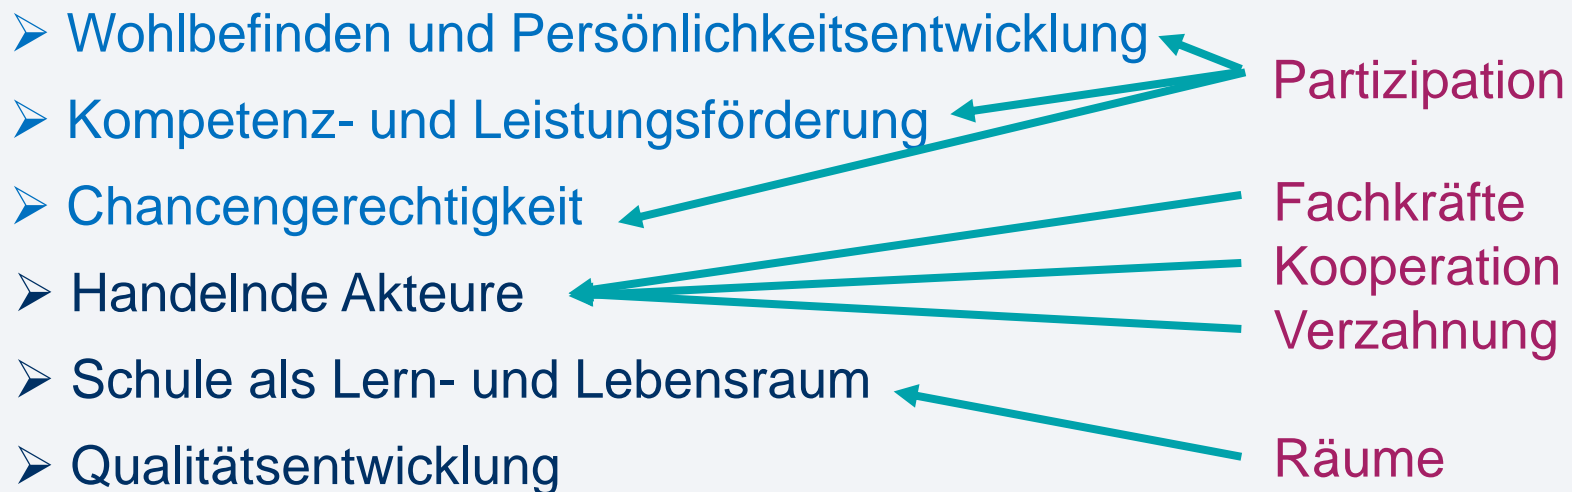 ➢ Wohlbefinden und Persönlichkeitsentwicklung
➢ Kompetenz- und Leistungsförderung
➢ Chancengerechtigkeit
➢ Handelnde Akteure
➢ Schule als Lern- und Lebensraum
➢ Qualitätsentwicklung
Partizipation
Fachkräfte
Kooperation
Verzahnung
Räume